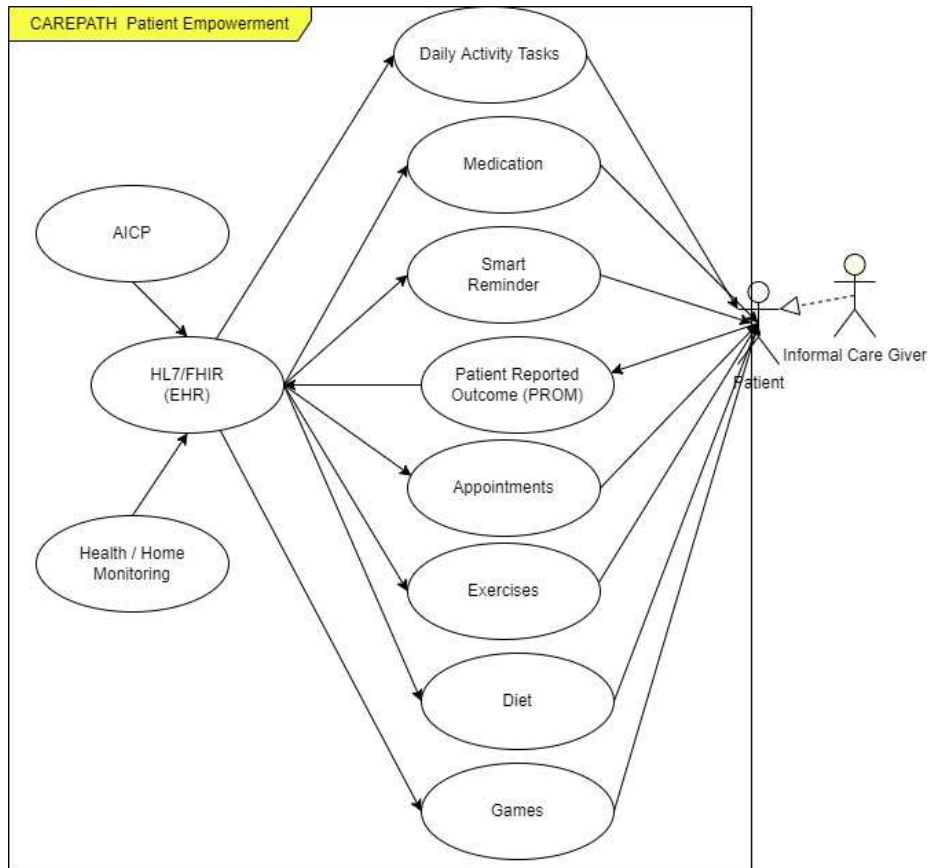 CAREPATH Patient Empowerment
Daily Activity Tasks
Medication
AICP
Smart
Reminder
Informal Care Giver
HL7/FHIR
(EHR)
Patient Reported
Outcome (PROM)
Patient
Appointments
Health / Home
Monitoring
Exercises
Diet
Games